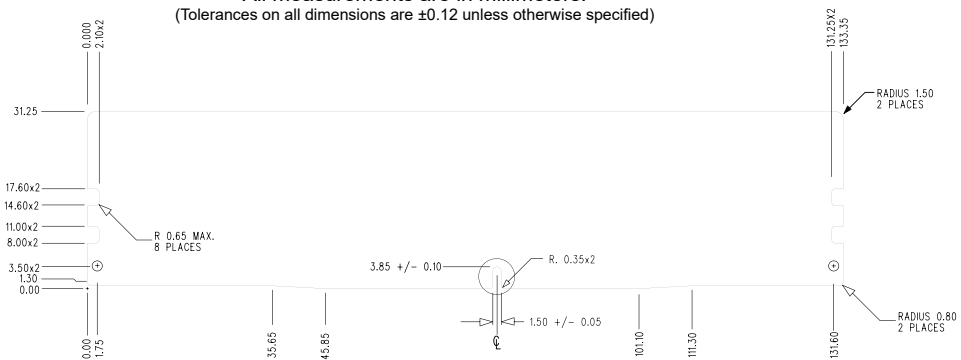 (Tolerances on all dimensions are ±0.12 unless otherwise specified)
0.000
2.10x2
131.25x2
133.35
RADIUS 1.50
2 PLACES
31.25
17.60x2
14.60x2
11.00x2
8.00x2
R 0.65 MAX.
8 PLACES
3.50x2
1.30
0.00
3.85 +/- 0.10
R. 0.35x2
1.50 +/- 0.05
RADIUS 0.80
2 PLACES
0.00
1.75
35.65
45.85
101.10
111.30
131.60